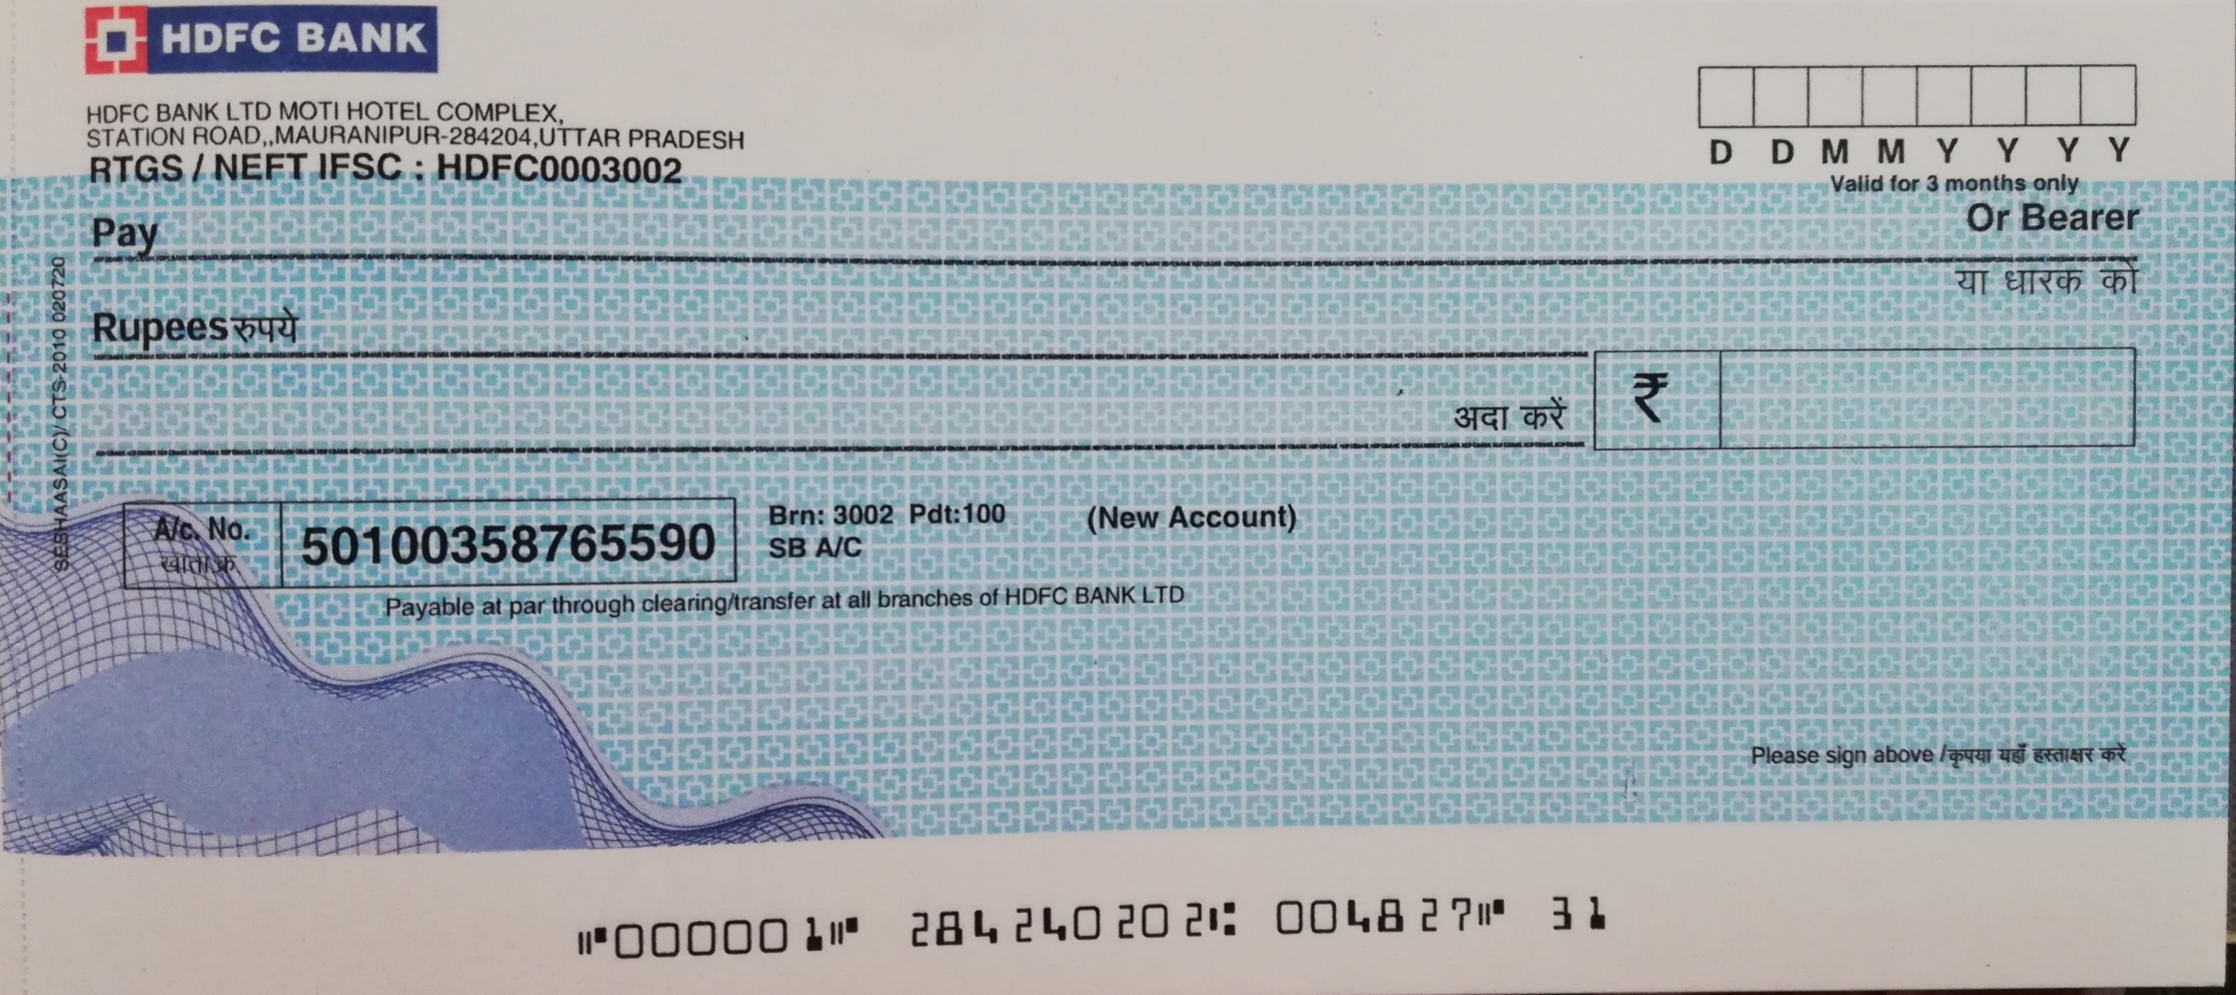 HDFC BANK
HDFC BANK LTD MOTI HOTEL COMPLEX,
STATION ROAD,,MAURANIPUR-284204,UTTAR PRADESH
RTGS / NEFT IFSC : HDFC0003002
D D M M Y Y Y Y
Valid for 3 months only
Pay
Or Bearer
या धारक को
Rupees रुपये
अदा करें
₹
A/c. No.
खाता क्र
50100358765590
Brn: 3002 Pdt:100 (New Account)
SB A/C
Payable at par through clearing/transfer at all branches of HDFC BANK LTD
SESHAASAI(C)/ CTS-2010 020720
Please sign above / कृपया यहाँ हस्ताक्षर करें
⑈000001⑈ 284240202⑆ 004827⑈ 31